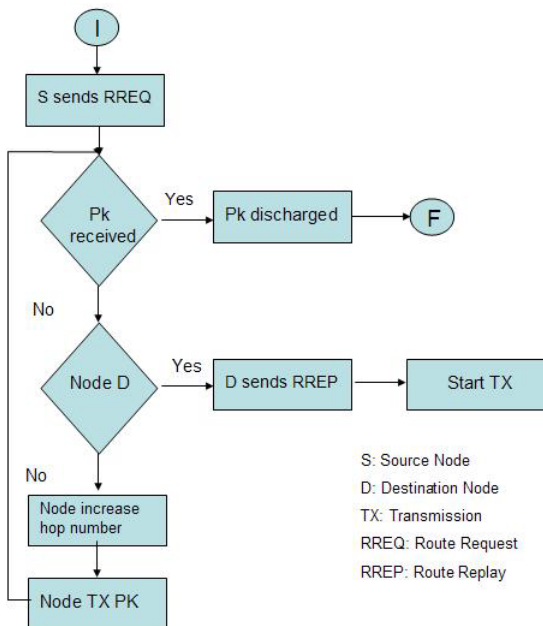 I
S sends RREQ
Pk
received
Yes
Pk discharged
F
No
Node D
Yes
D sends RREP
Start TX
No
Node increase
hop number
Node TX PK
S: Source Node
D: Destination Node
TX: Transmission
RREQ: Route Request
RREP: Route Replay